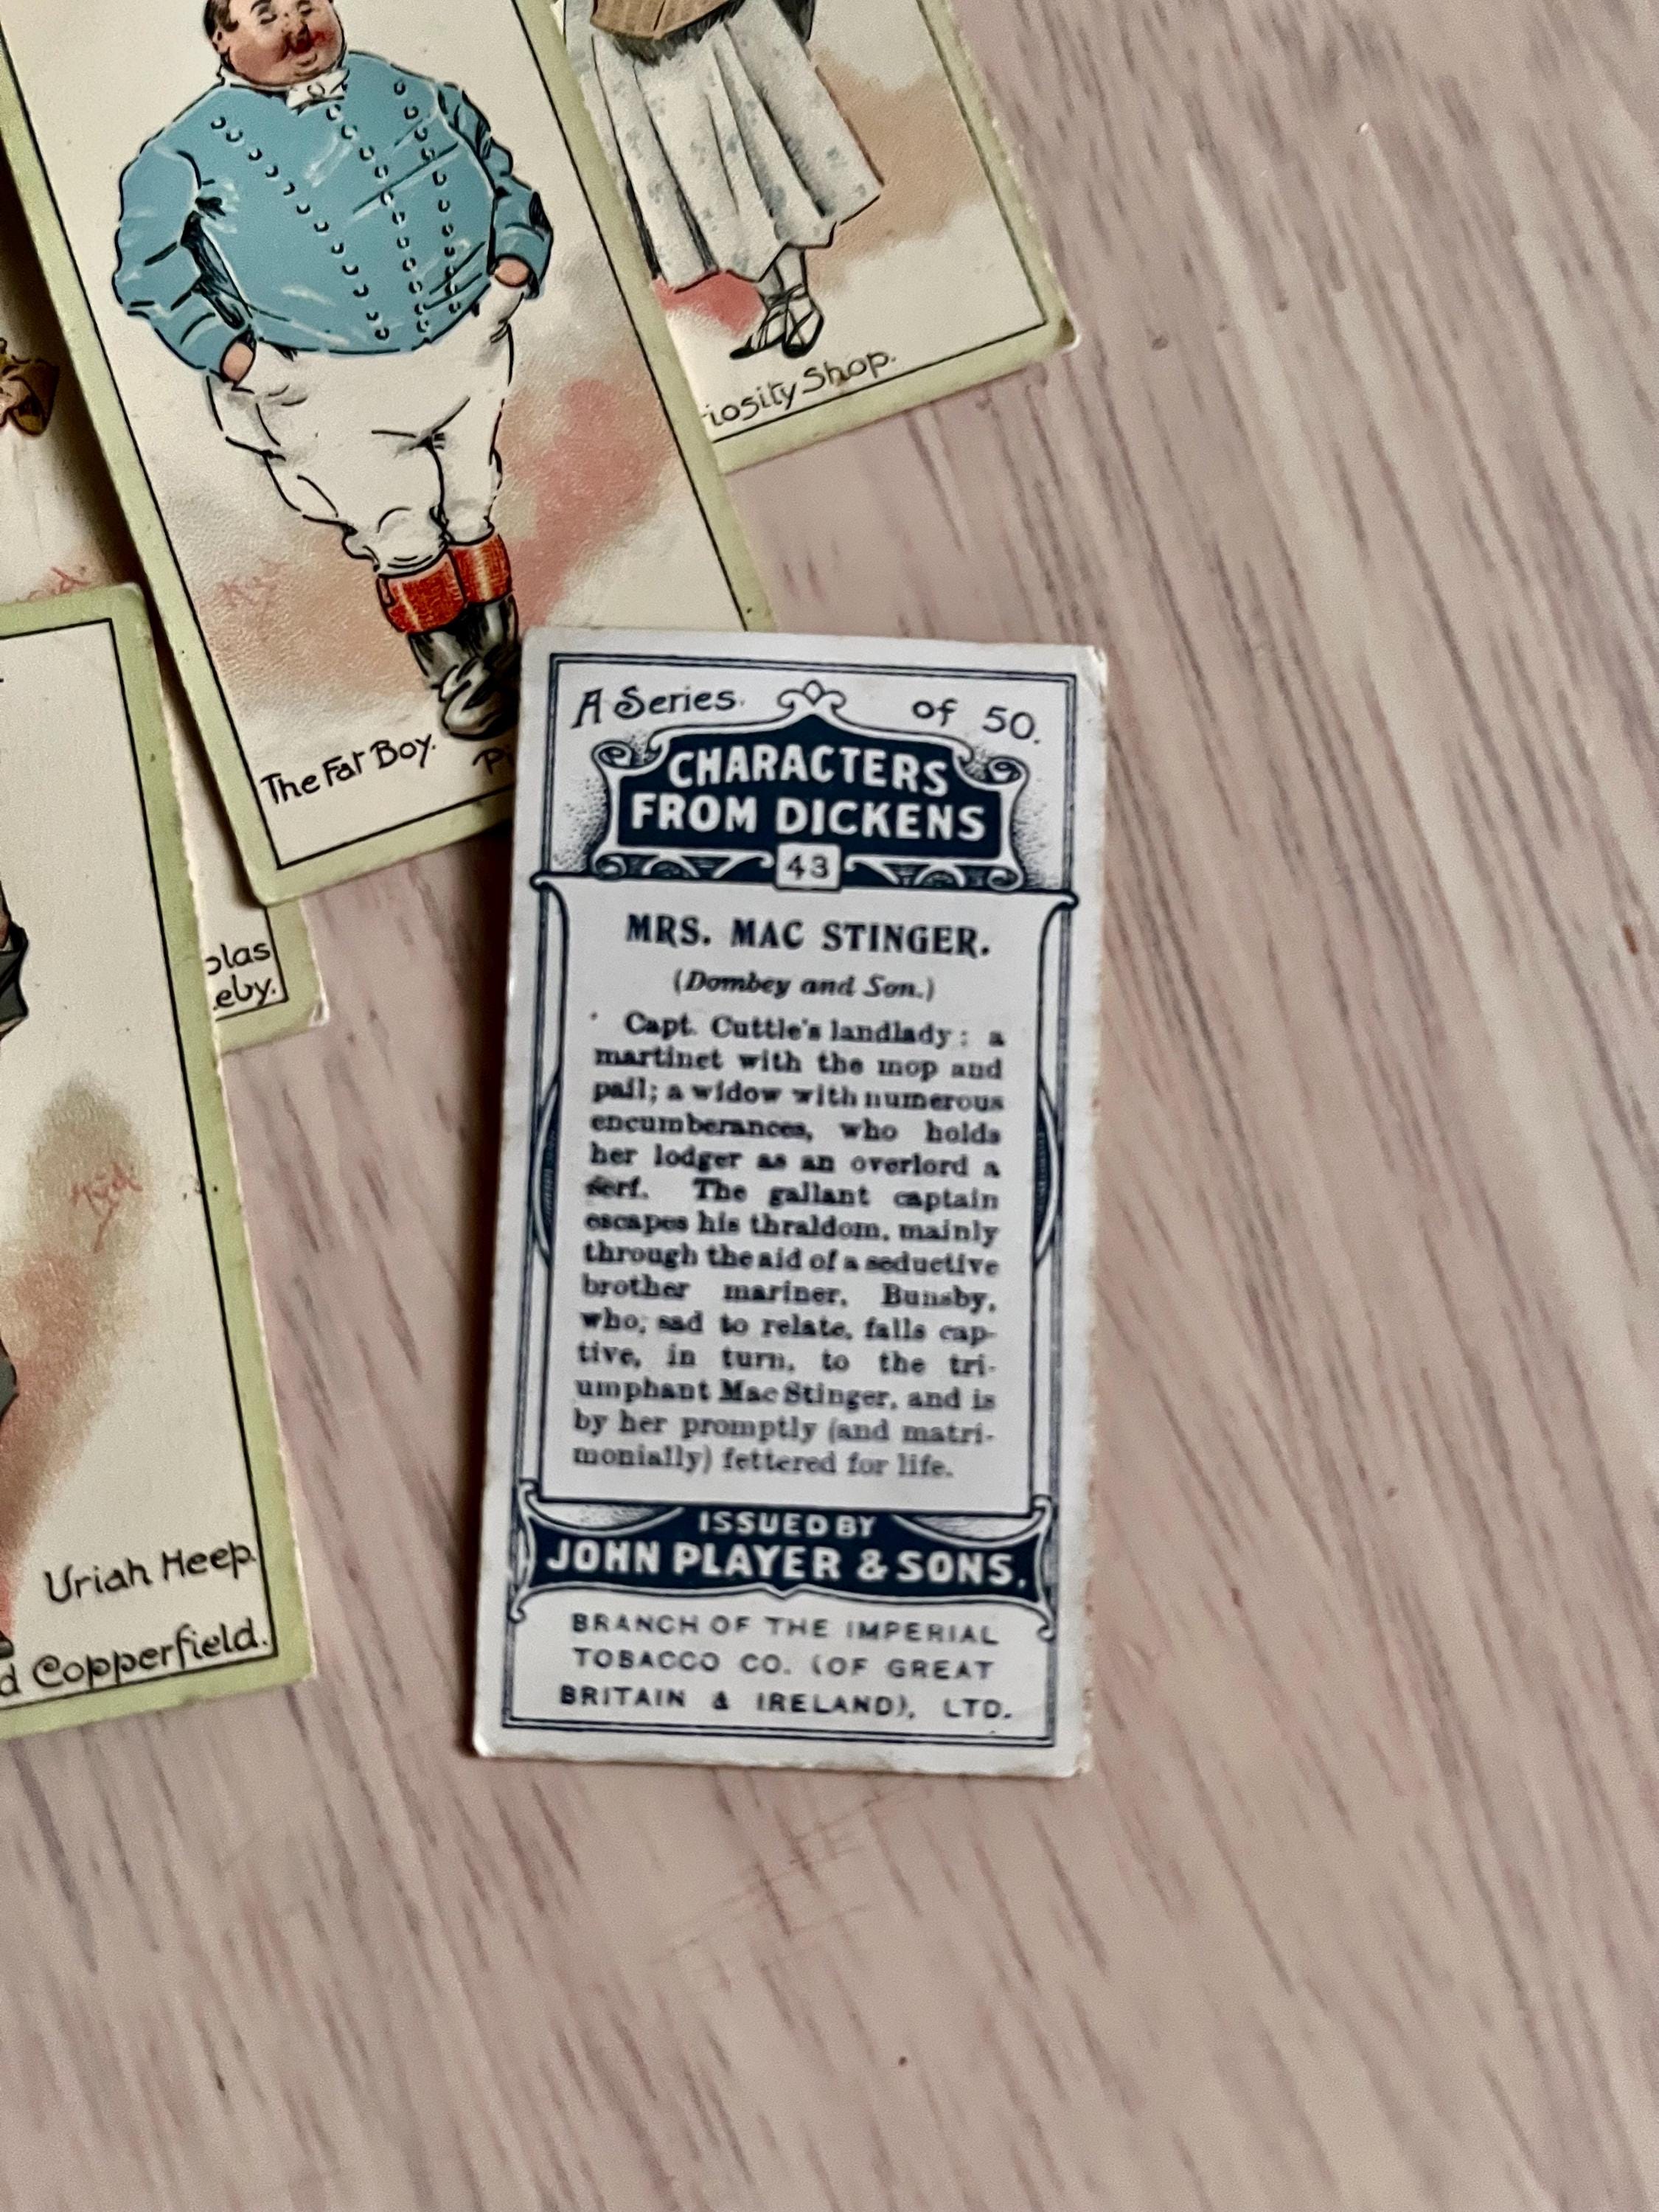 iosity Shop.
The Fat Boy.
Pi
olas
eby.
Uriah Heep.
d Copperfield.
A Series of 50.
CHARACTERS
FROM DICKENS
43
MRS. MAC STINGER.
(Dombey and Son.)
Capt. Cuttle's landlady: a
martinet with the mop and
pail; a widow with numerous
encumberances, who holds
her lodger as an overlord a
serf. The gallant captain
escapes his thraldom, mainly
through the aid of a seductive
brother mariner, Bunsby,
who, sad to relate, falls cap-
tive, in turn, to the tri-
umphant Mac Stinger, and is
by her promptly (and matri-
monially) fettered for life.
ISSUED BY
JOHN PLAYER & SONS.
BRANCH OF THE IMPERIAL
TOBACCO CO. (OF GREAT
BRITAIN & IRELAND), LTD.